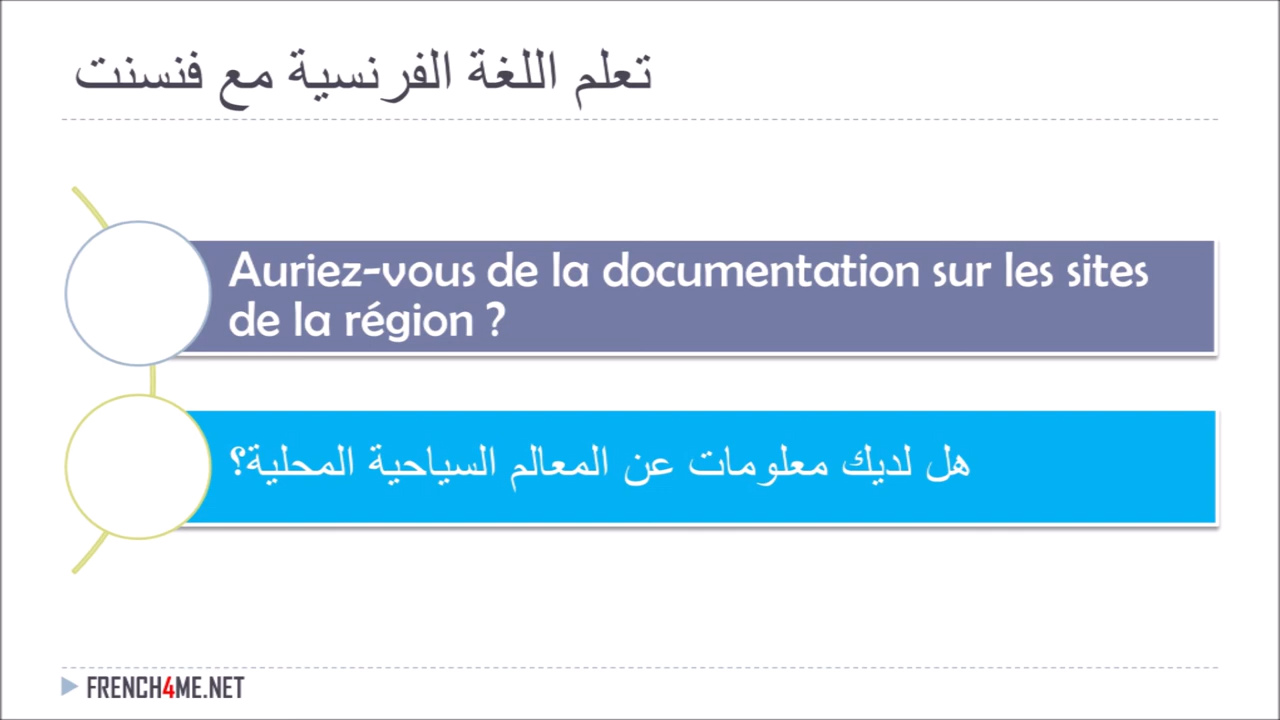 تعلم اللغة الفرنسية مع فنسنت
Auriez-vous de la documentation sur les sites
de la région ?
هل لديك معلومات عن المعالم السياحية المحلية؟
FRENCH4ME.NET